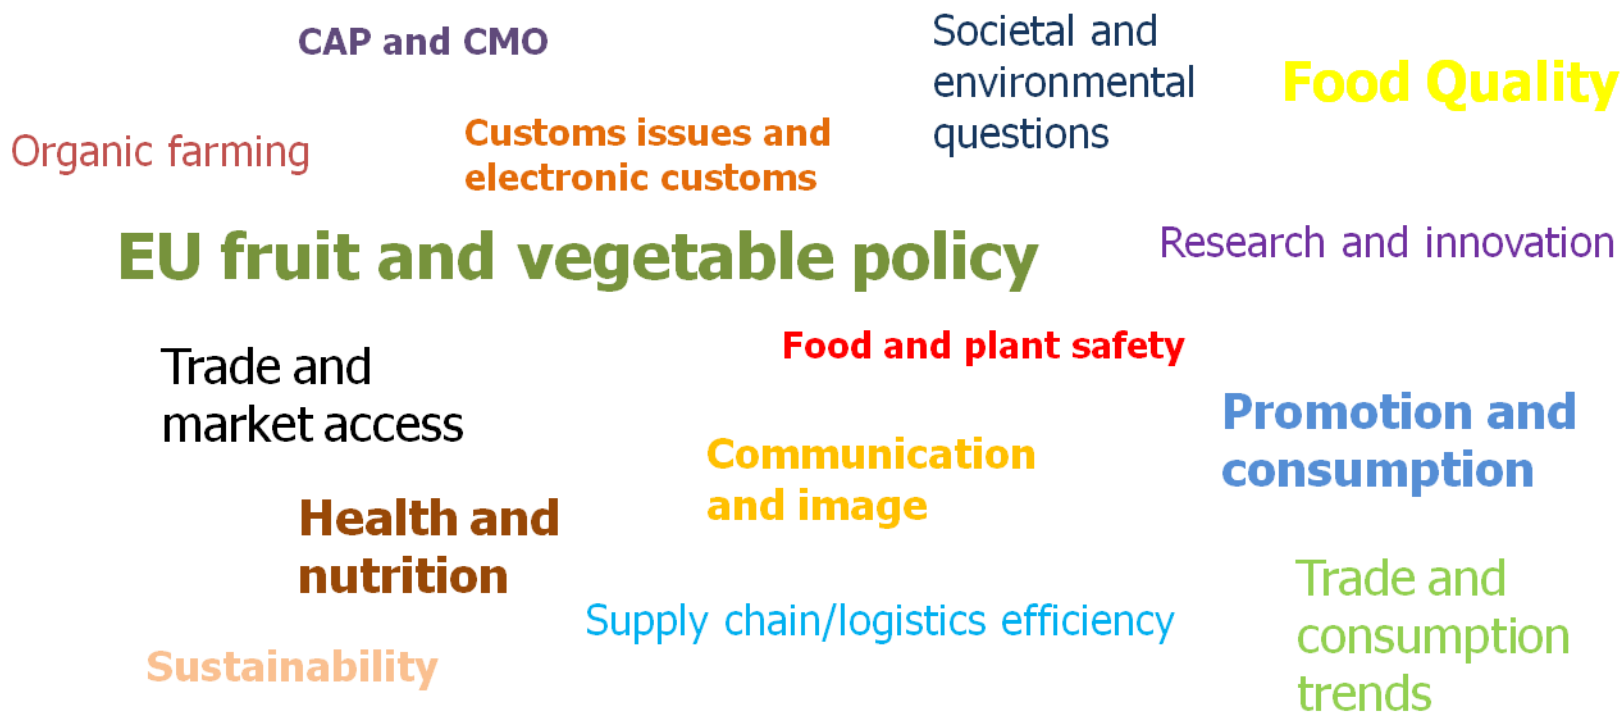 CAP and CMO
Societal and
environmental
questions
Food Quality
Organic farming
Customs issues and
electronic customs
EU fruit and vegetable policy
Research and innovation
Trade and
market access
Food and plant safety
Promotion and
consumption
Communication
and image
Health and
nutrition
Supply chain/logistics efficiency
Trade and
consumption
trends
Sustainability